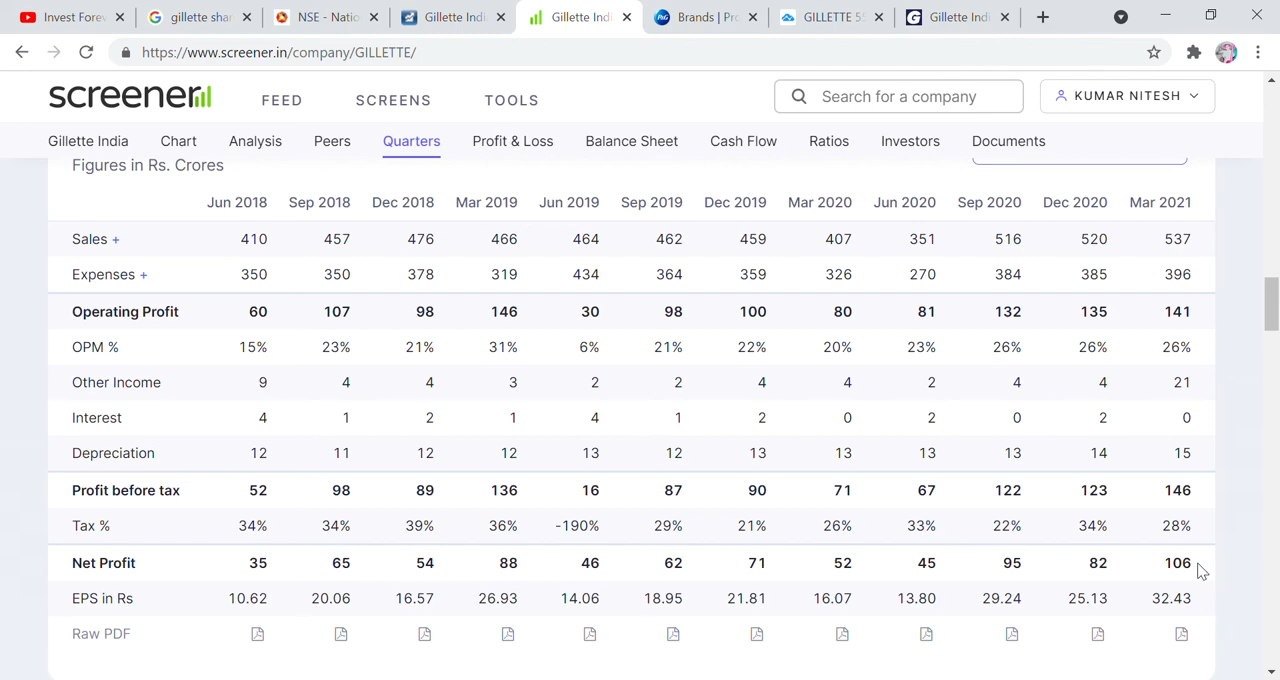 Invest Forev
gillette shar
NSE - Natio
Gillette Indi
Gillette Indi
Brands | Pro
GILLETTE 55
Gillette Indi
https://www.screener.in/company/GILLETTE/
screener
FEED
SCREENS
TOOLS
Search for a company
KUMAR NITESH
Gillette India Chart Analysis Peers Quarters Profit & Loss Balance Sheet Cash Flow Ratios Investors Documents
Figures in Rs. Crores
Jun 2018 Sep 2018 Dec 2018 Mar 2019 Jun 2019 Sep 2019 Dec 2019 Mar 2020 Jun 2020 Sep 2020 Dec 2020 Mar 2021
Sales + 410 457 476 466 464 462 459 407 351 516 520 537
Expenses + 350 350 378 319 434 364 359 326 270 384 385 396
Operating Profit 60 107 98 146 30 98 100 80 81 132 135 141
OPM % 15% 23% 21% 31% 6% 21% 22% 20% 23% 26% 26% 26%
Other Income 9 4 4 3 2 2 4 4 2 4 4 21
Interest 4 1 2 1 4 1 2 0 2 0 2 0
Depreciation 12 11 12 12 13 12 13 13 13 13 14 15
Profit before tax 52 98 89 136 16 87 90 71 67 122 123 146
Tax % 34% 34% 39% 36% -190% 29% 21% 26% 33% 22% 34% 28%
Net Profit 35 65 54 88 46 62 71 52 45 95 82 106
EPS in Rs 10.62 20.06 16.57 26.93 14.06 18.95 21.81 16.07 13.80 29.24 25.13 32.43
Raw PDF